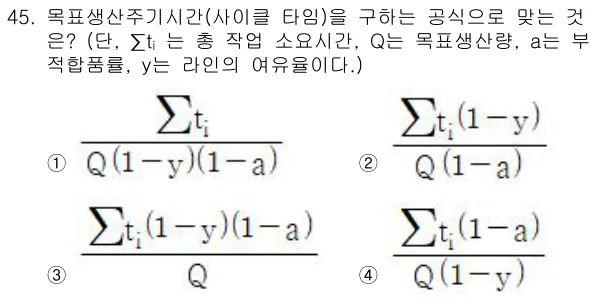 45. 목표생산주기시간(사이클 타임)을 구하는 공식으로 맞는 것
은? (단, ∑tᵢ 는 총 작업 소요시간, Q는 목표생산량, a는 부
적합품률, y는 라인의 여유율이다.)
① ∑tᵢ / Q(1-y)(1-a)
② ∑tᵢ(1-y) / Q(1-a)
③ ∑tᵢ(1-y)(1-a) / Q
④ ∑tᵢ(1-a) / Q(1-y)